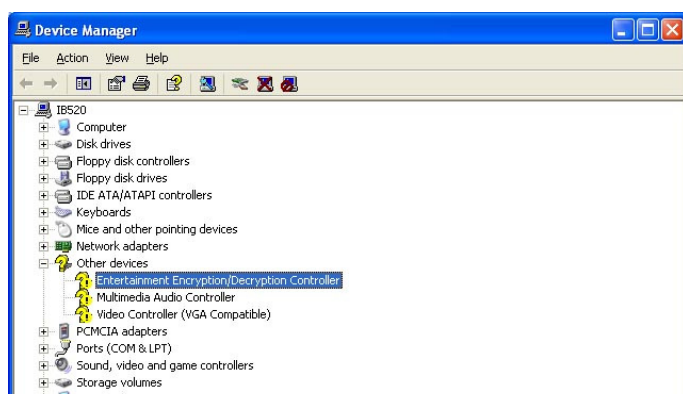 Device Manager
File Action View Help
IB520
Computer
Disk drives
Floppy disk controllers
Floppy disk drives
IDE ATA/ATAPI controllers
Keyboards
Mice and other pointing devices
Network adapters
Other devices
Entertainment Encryption/Decryption Controller
Multimedia Audio Controller
Video Controller (VGA Compatible)
PCMCIA adapters
Ports (COM & LPT)
Sound, video and game controllers
Storage volumes